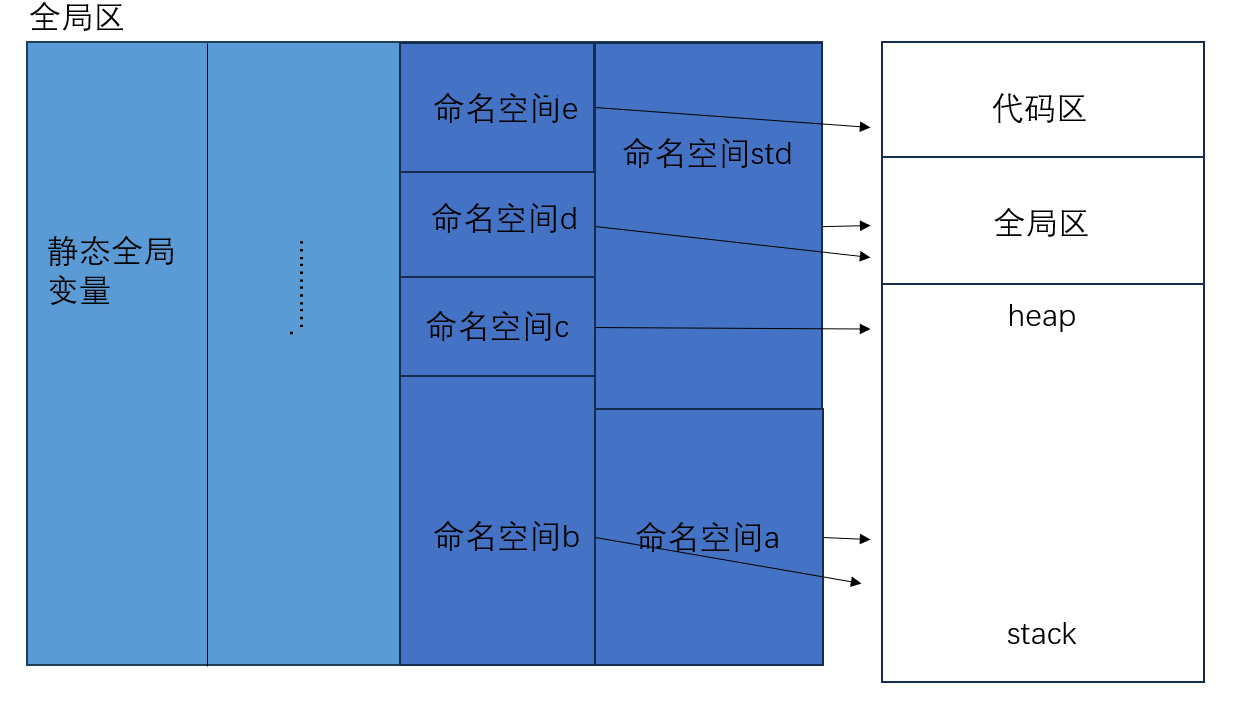 全局区
静态全局
变量
命名空间e
命名空间d
命名空间c
命名空间b
命名空间std
命名空间a
代码区
全局区
heap
stack